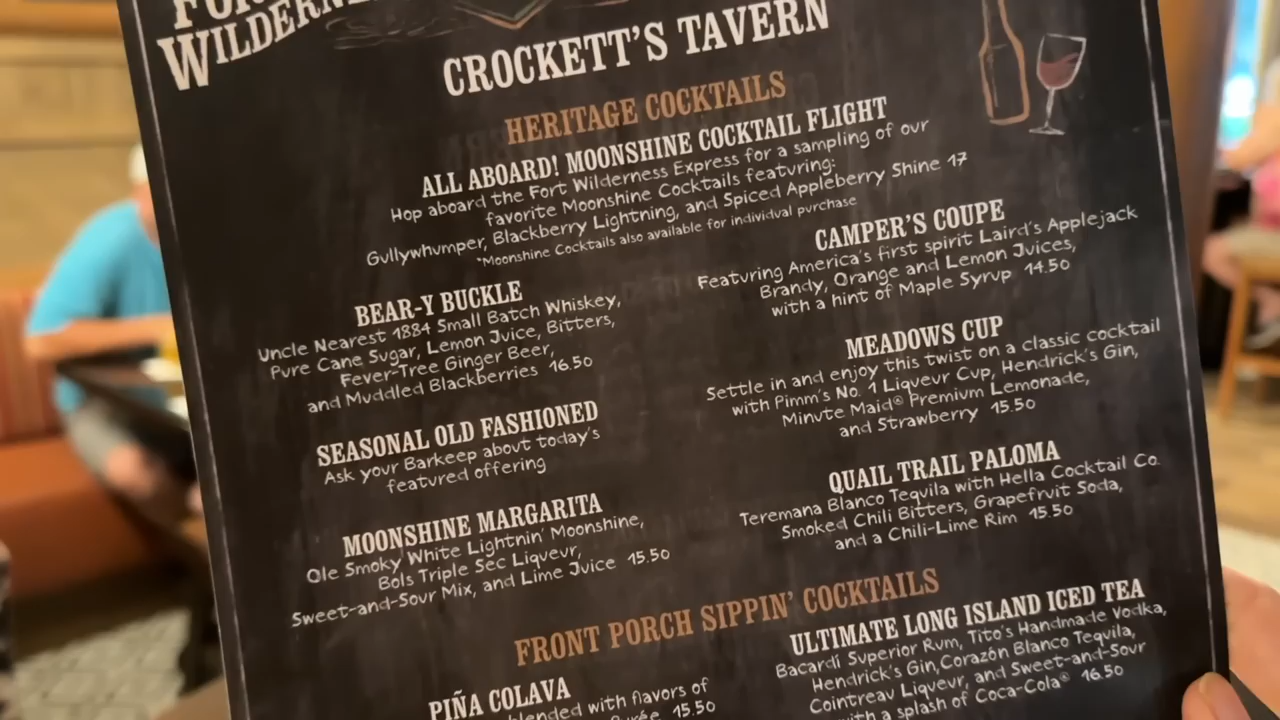 WILDERNE
CROCKETT'S TAVERN
HERITAGE COCKTAILS
ALL ABOARD! MOONSHINE COCKTAIL FLIGHT
Hop aboard the Fort Wilderness Express for a sampling of our
favorite Moonshine Cocktails featuring:
Gullywhumper, Blackberry Lightning, and Spiced Appleberry Shine 17
*Moonshine Cocktails also available for individual purchase
BEAR-Y BUCKLE
Uncle Nearest 1884 Small Batch Whiskey,
Pure Cane Sugar, Lemon Juice, Bitters,
Fever-Tree Ginger Beer,
and Muddled Blackberries 16.50
SEASONAL OLD FASHIONED
Ask your Barkeep about today's
featured offering
MOONSHINE MARGARITA
Ole Smoky White Lightnin' Moonshine,
Bols Triple Sec Liqueur,
Sweet-and-Sour Mix, and Lime Juice 15.50
CAMPER'S COUPE
Featuring America's first spirit Laird's Applejack
Brandy, Orange and Lemon Juices,
with a hint of Maple Syrup 14.50
MEADOWS CUP
Settle in and enjoy this twist on a classic cocktail
with Pimm's No. 1 Liqueur Cup, Hendrick's Gin,
Minute Maid® Premium Lemonade,
and Strawberry 15.50
QUAIL TRAIL PALOMA
Teremana Blanco Tequila with Hella Cocktail Co.
Smoked Chili Bitters, Grapefruit Soda,
and a Chili-Lime Rim 15.50
FRONT PORCH SIPPIN' COCKTAILS
PIÑA COLAVA
blended with flavors of
15.50
ULTIMATE LONG ISLAND ICED TEA
Bacardí Superior Rum, Tito's Handmade Vodka,
Hendrick's Gin, Corazón Blanco Tequila,
Cointreau Liqueur, and Sweet-and-Sour
with a splash of Coca-Cola® 16.50